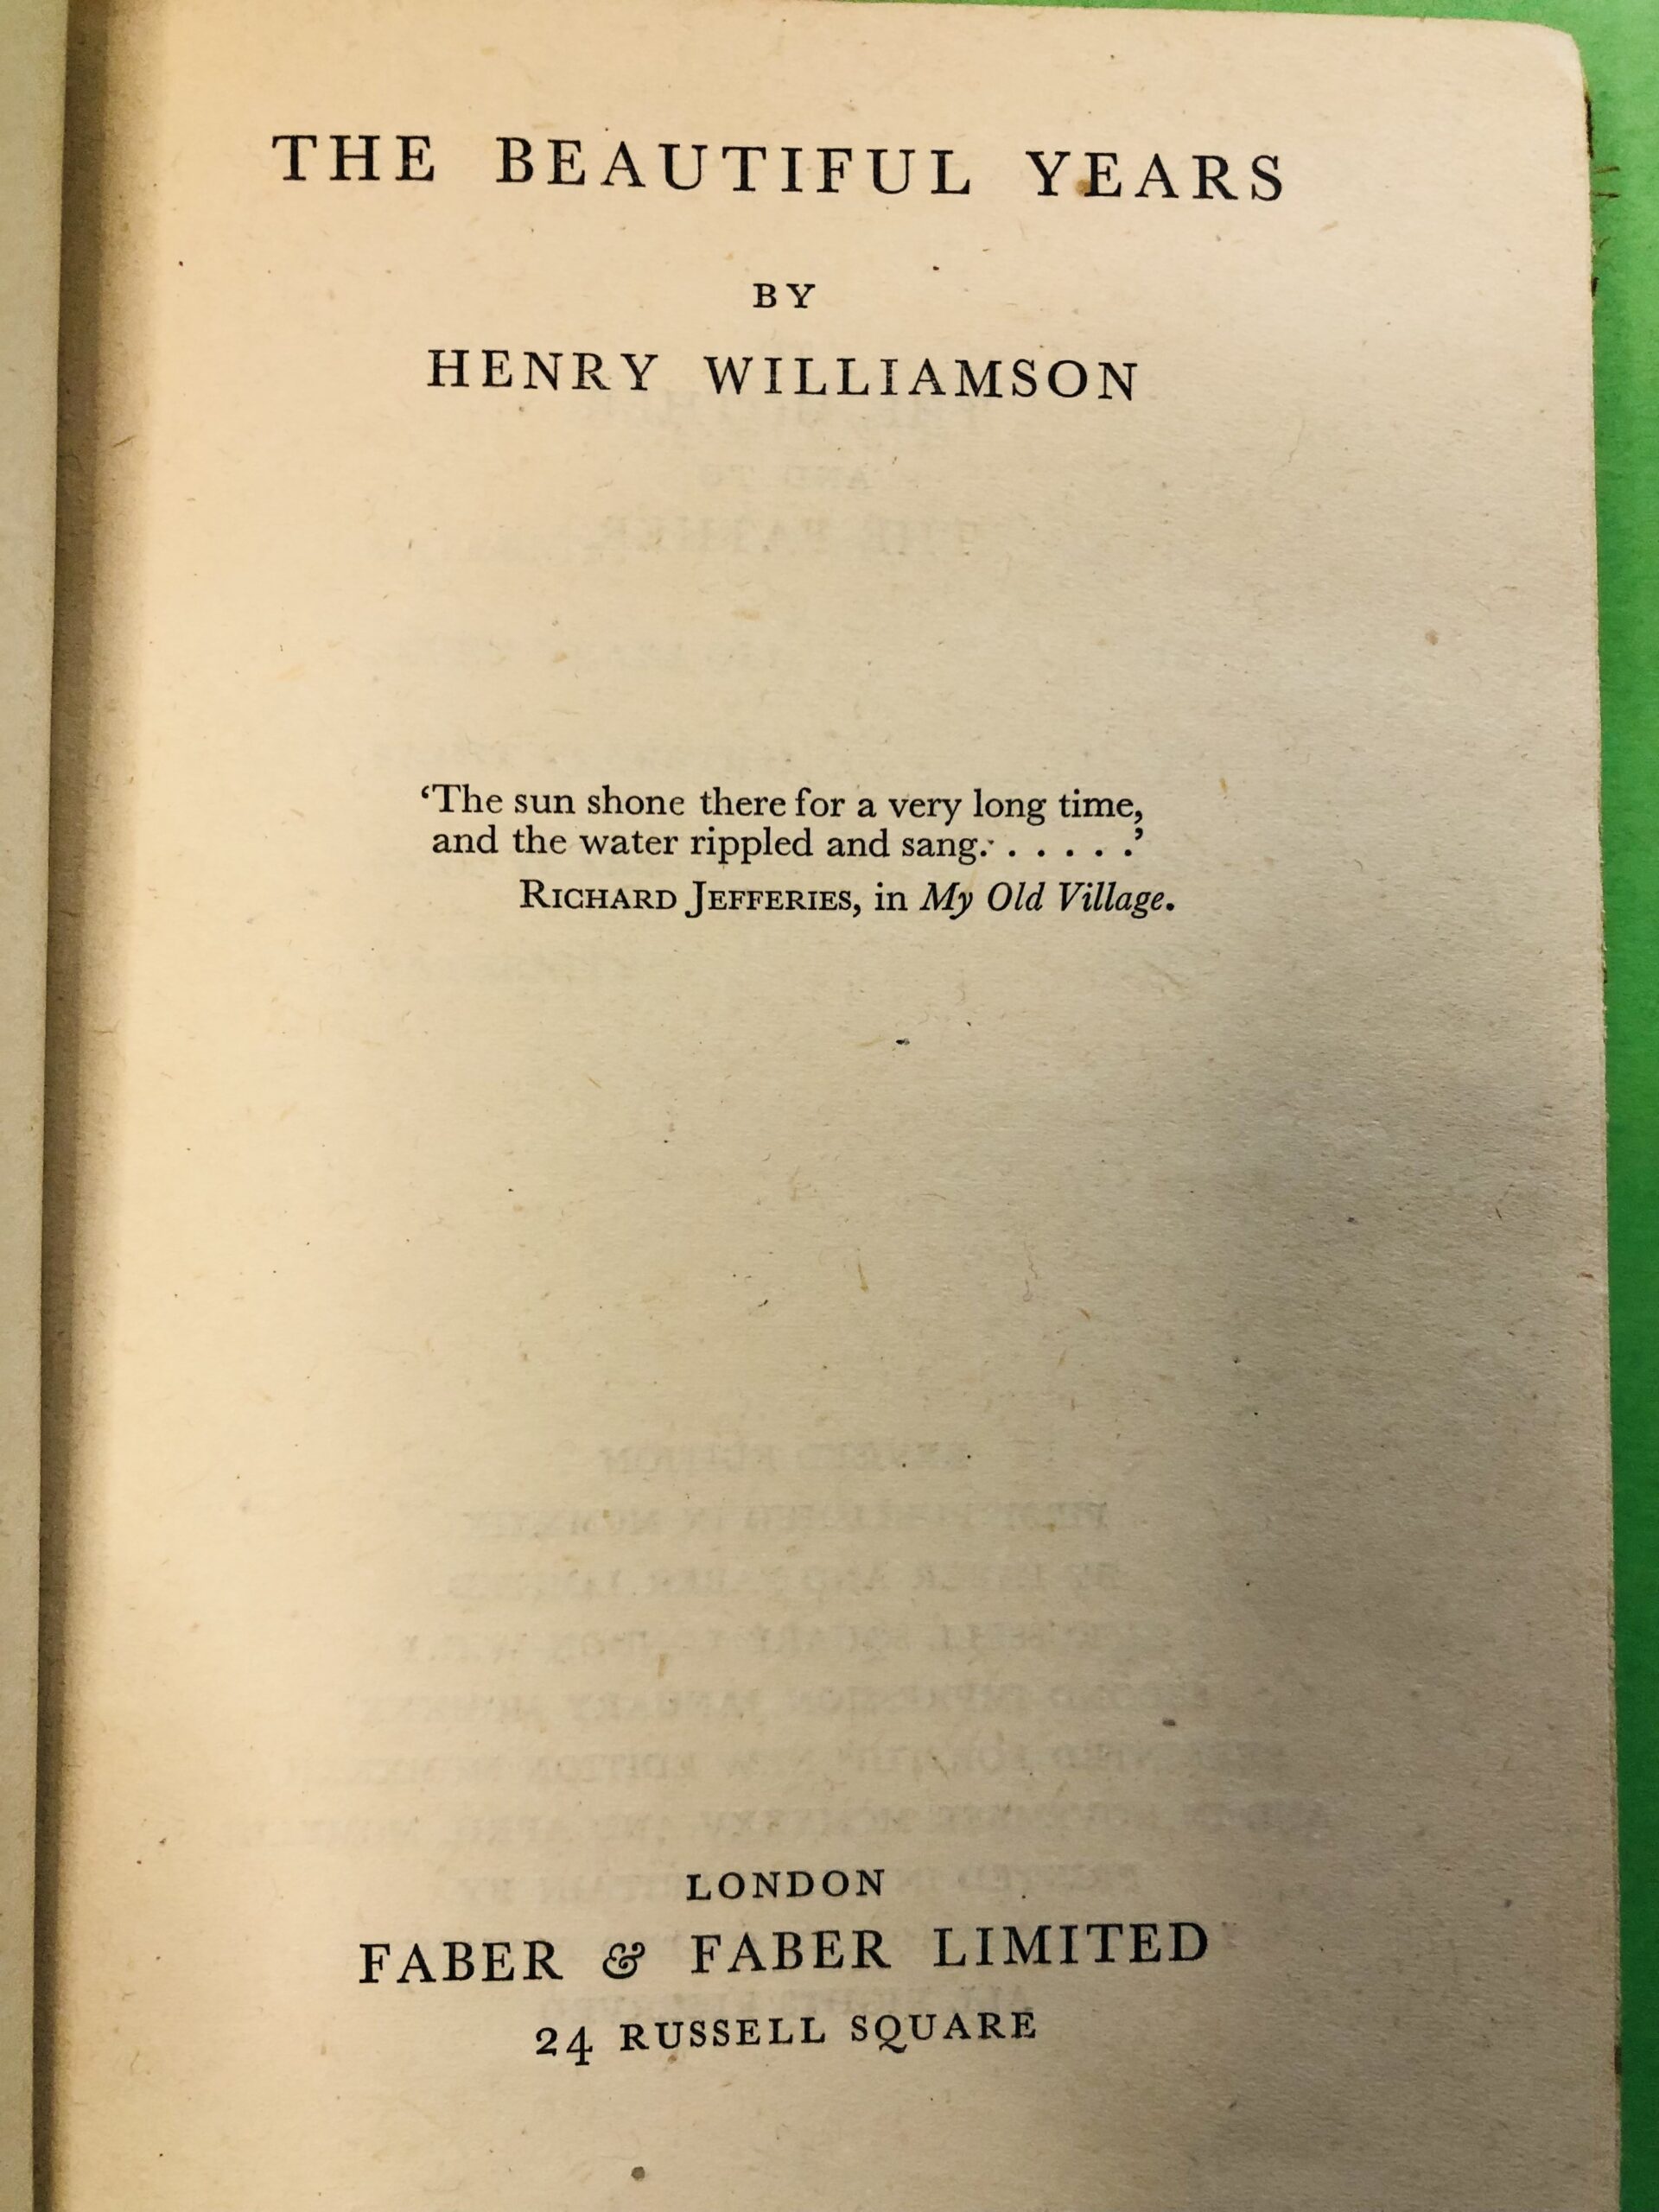 THE BEAUTIFUL YEARS
BY
HENRY WILLIAMSON
‘The sun shone there for a very long time,
and the water rippled and sang. . . . . .’
RICHARD JEFFERIES, in My Old Village.
LONDON
FABER & FABER LIMITED
24 RUSSELL SQUARE